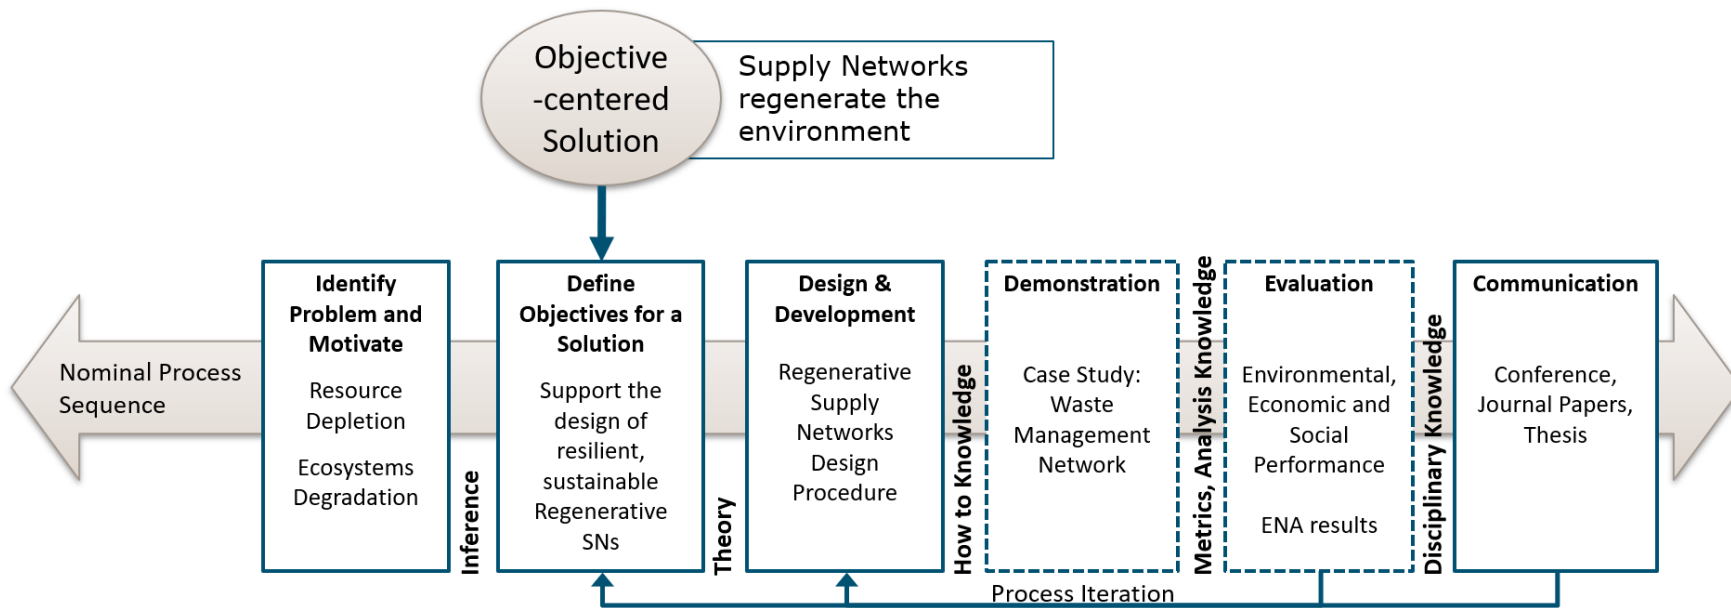 Objective
-centered
Solution
Supply Networks
regenerate the
environment
Nominal Process
Sequence
Identify
Problem and
Motivate
Resource
Depletion
Ecosystems
Degradation
Inference
Define
Objectives for a
Solution
Support the
design of
resilient,
sustainable
Regenerative
SNs
Theory
Design &
Development
Regenerative
Supply
Networks
Design
Procedure
How to Knowledge
Demonstration
Case Study:
Waste
Management
Network
Metrics, Analysis Knowledge
Evaluation
Environmental,
Economic and
Social
Performance
ENA results
Disciplinary Knowledge
Communication
Conference,
Journal Papers,
Thesis
Process Iteration